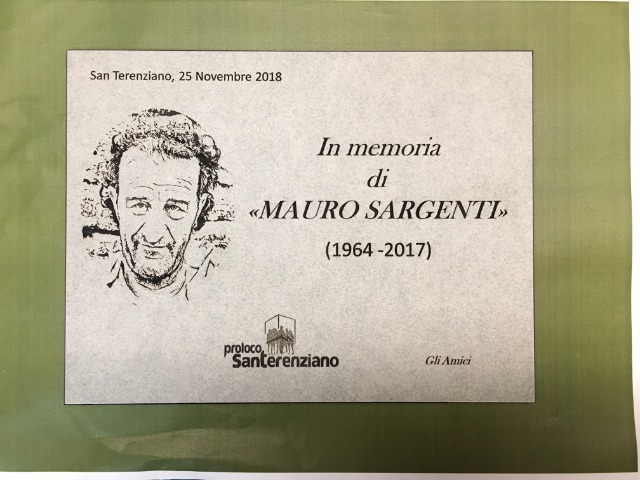 San Terenziano, 25 Novembre 2018
In memoria
di
«MAURO SARGENTI»
(1964 -2017)
proloco
Santerenziano
Gli Amici